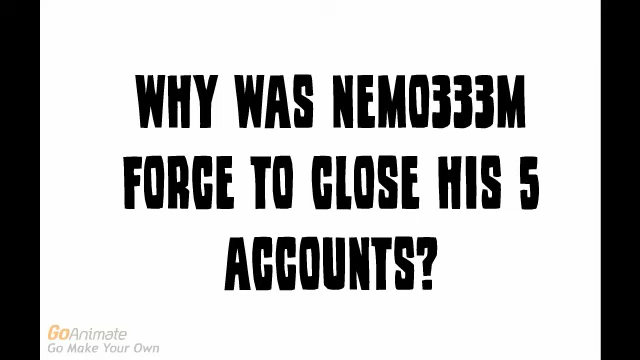 WHY WAS NEMO333M
FORCE TO CLOSE HIS 5
ACCOUNTS?
GoAnimate
Go Make Your Own